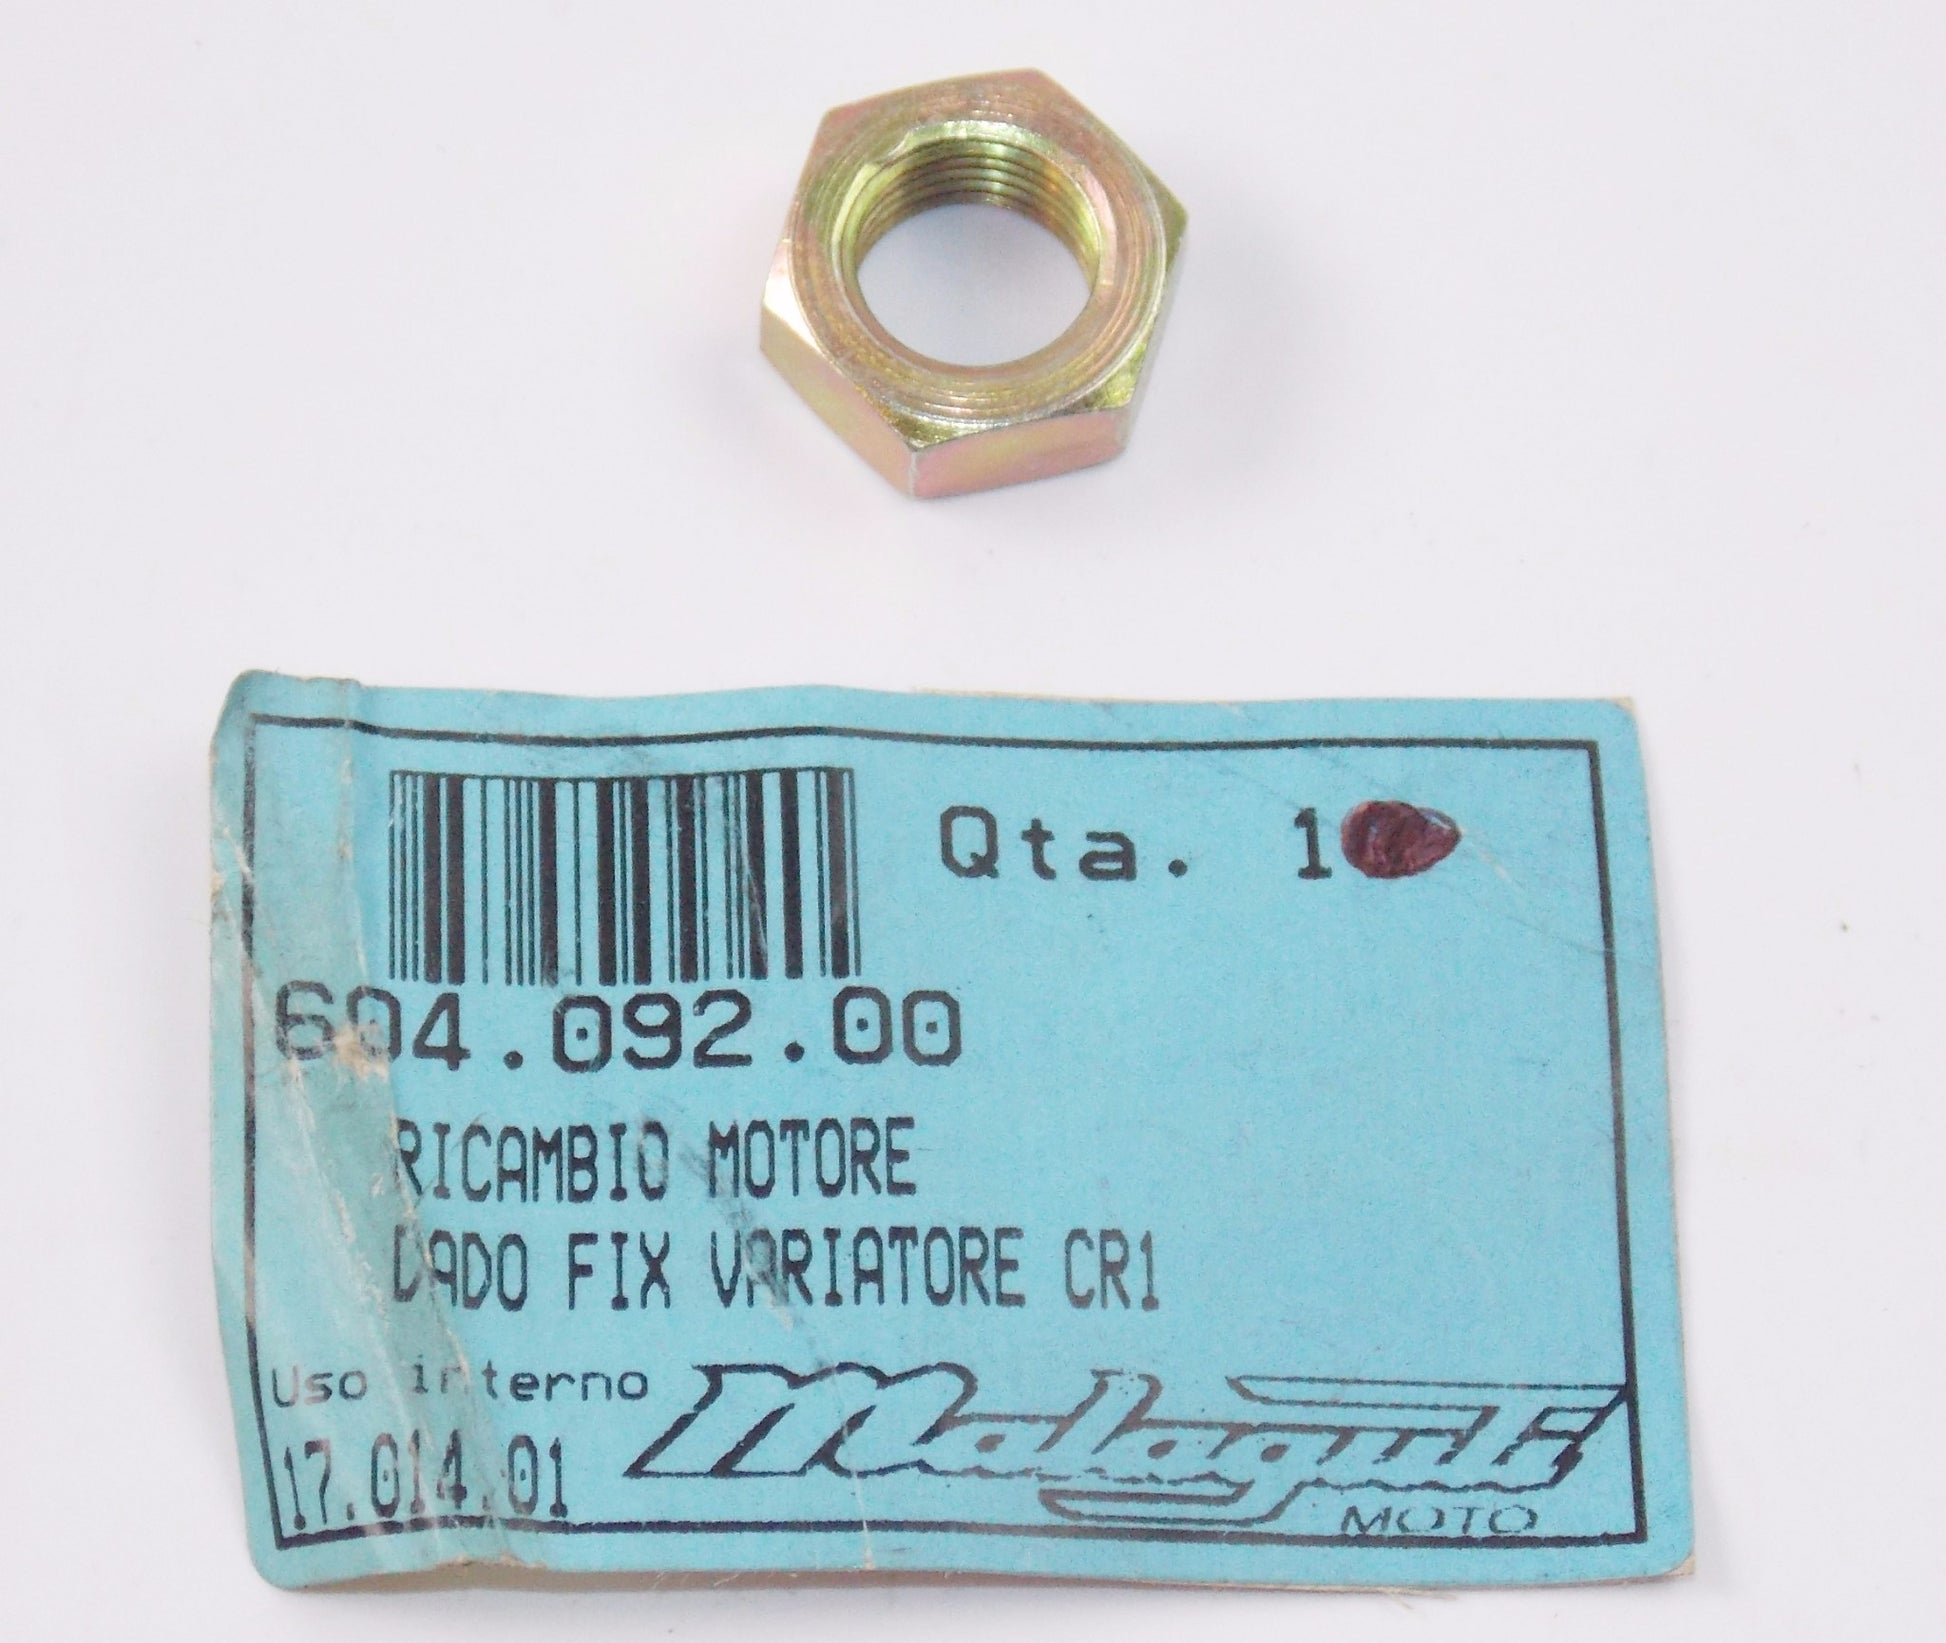 Qta. 1
604.092.00
RICAMBIO MOTORE
DADO FIX VARIATORE CR1
Uso interno
17.014.01
Malaguti
MOTO